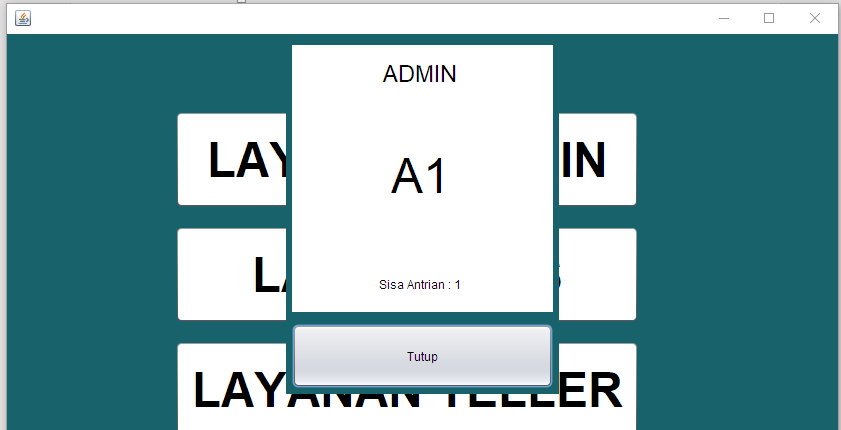 ADMIN
LAY IN
A1
LA
Sisa Antrian : 1
Tutup
LAYANAN TELLER